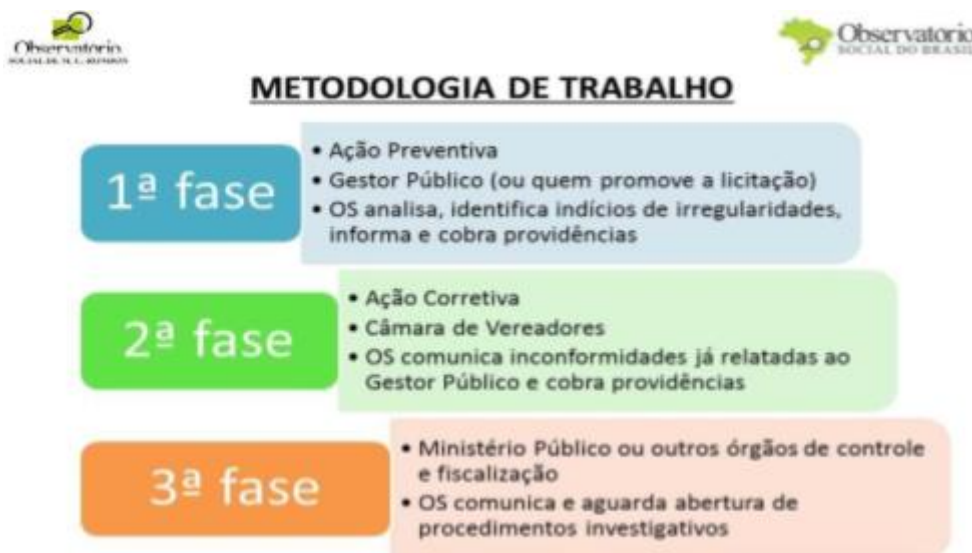 Observatório
SOCIAL DE M. C. RONDON
Observatório
SOCIAL DO BRASIL
METODOLOGIA DE TRABALHO
1ª fase
• Ação Preventiva
• Gestor Público (ou quem promove a licitação)
• OS analisa, identifica indícios de irregularidades,
informa e cobra providências
2ª fase
• Ação Corretiva
• Câmara de Vereadores
• OS comunica inconformidades já relatadas ao
Gestor Público e cobra providências
3ª fase
• Ministério Público ou outros órgãos de controle
e fiscalização
• OS comunica e aguarda abertura de
procedimentos investigativos